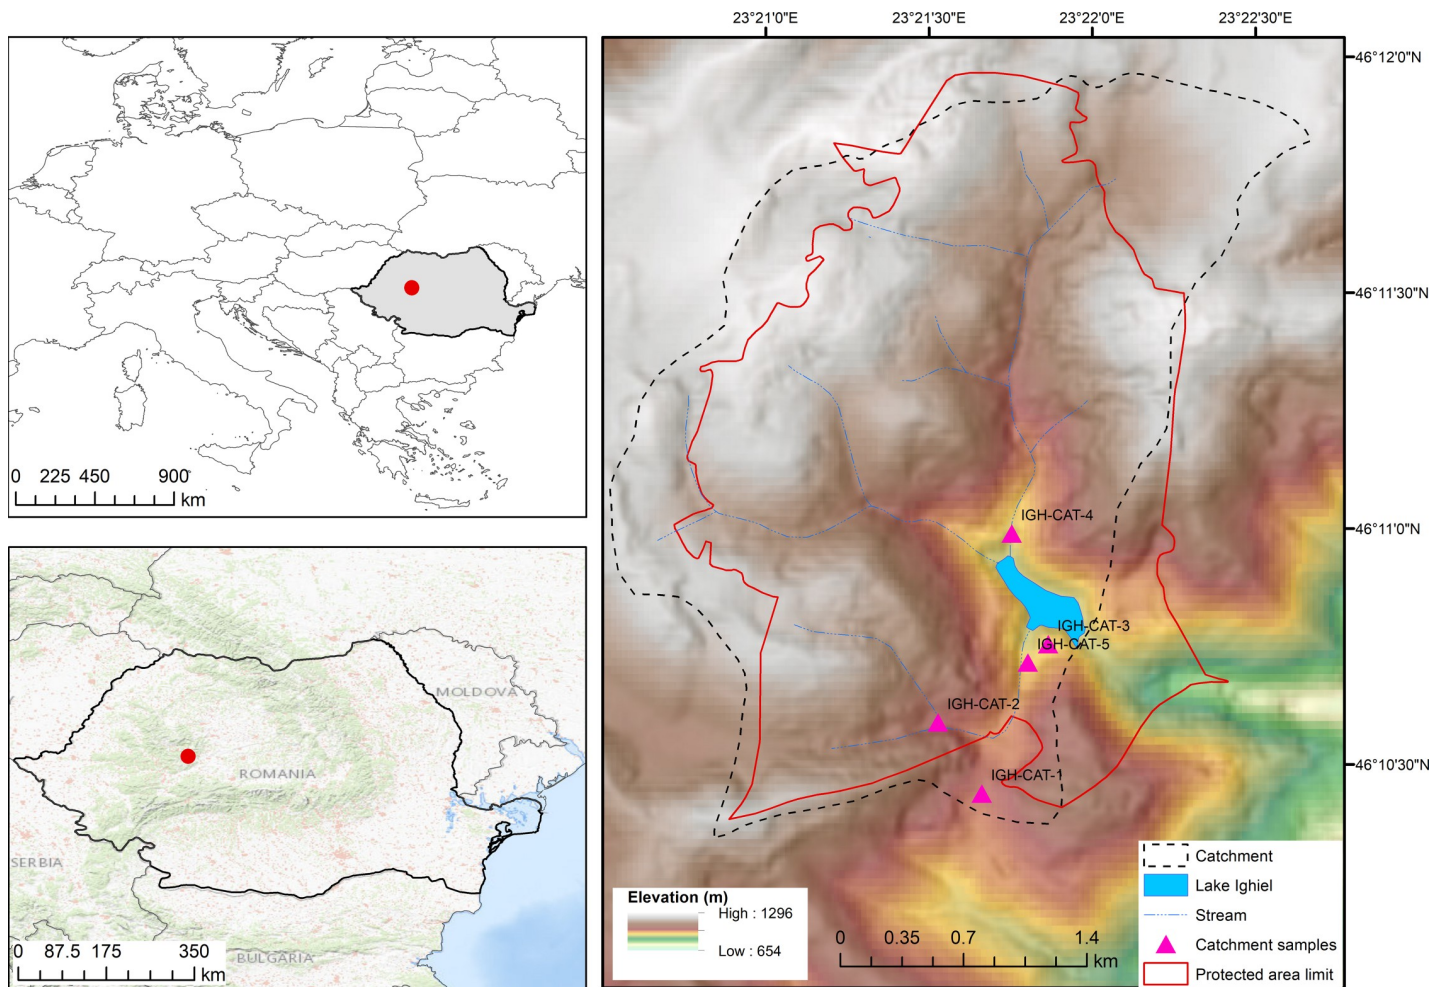 0 225 450 900
km
MOLDOVA
ROMANIA
SERBIA
BULGARIA
0 87.5 175 350
km
23°21'0"E 23°21'30"E 23°22'0"E 23°22'30"E
46°12'0"N
46°11'30"N
46°11'0"N
46°10'30"N
IGH-CAT-4
IGH-CAT-3
IGH-CAT-5
IGH-CAT-2
IGH-CAT-1
Elevation (m)
High : 1296
Low : 654
0 0.35 0.7 1.4
km
Catchment
Lake Ighiel
Stream
Catchment samples
Protected area limit